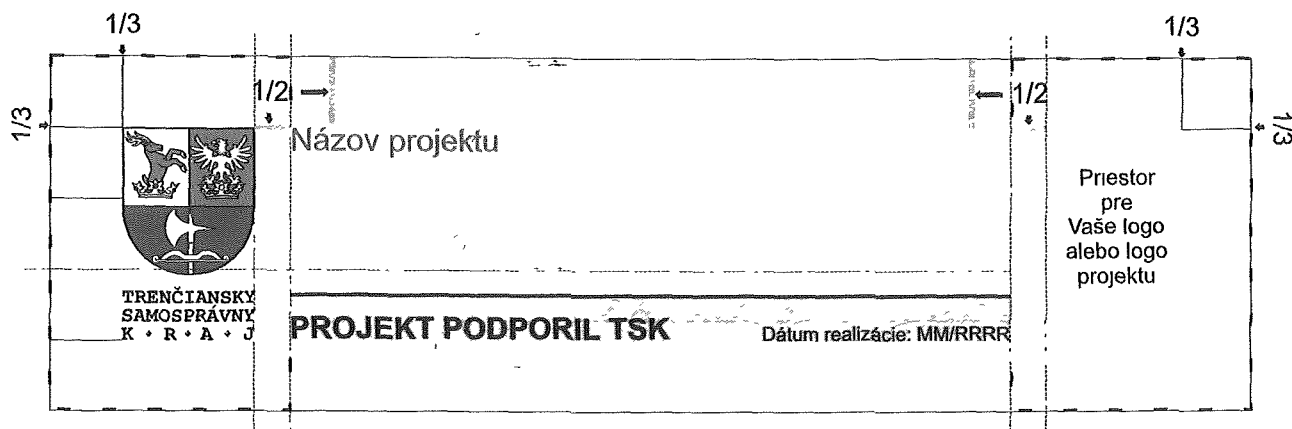 1/3
1/3
1/2
1/2
1/3
1/3
Názov projektu
Priestor
pre
Vaše logo
alebo logo
projektu
TRENČIANSKY
SAMOSPRÁVNY
K • R • A • J
PROJEKT PODPORIL TSK
Dátum realizácie: MM/RRRR